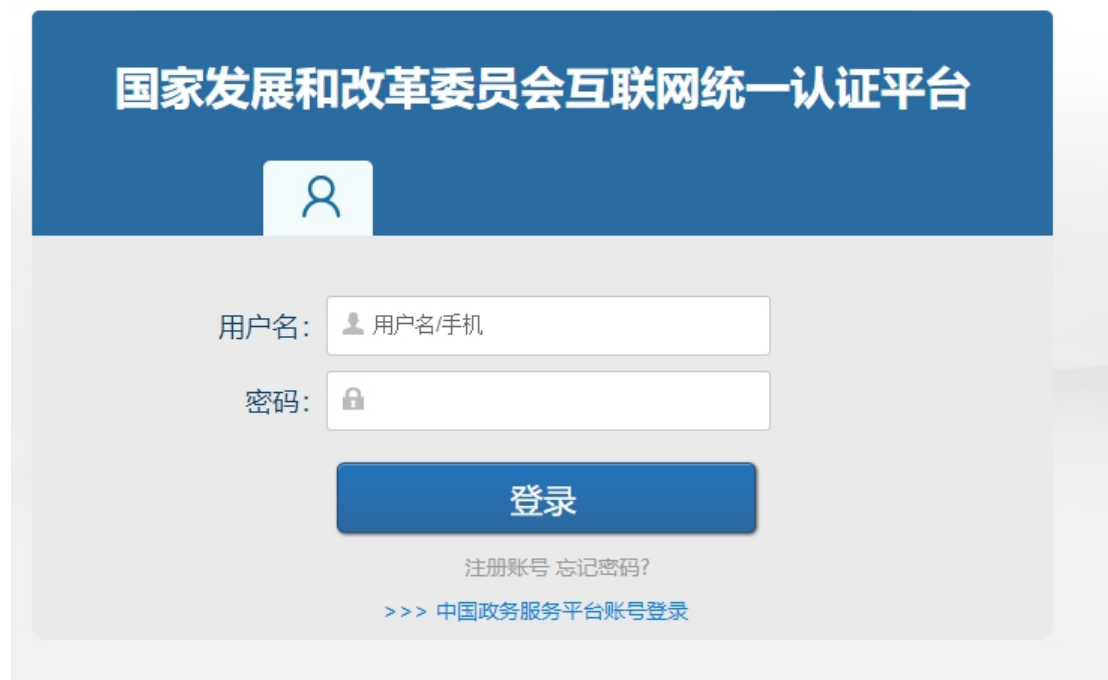 国家发展和改革委员会互联网统一认证平台
用户名：用户名/手机
密码：
登录
注册账号 忘记密码?
>>> 中国政务服务平台账号登录